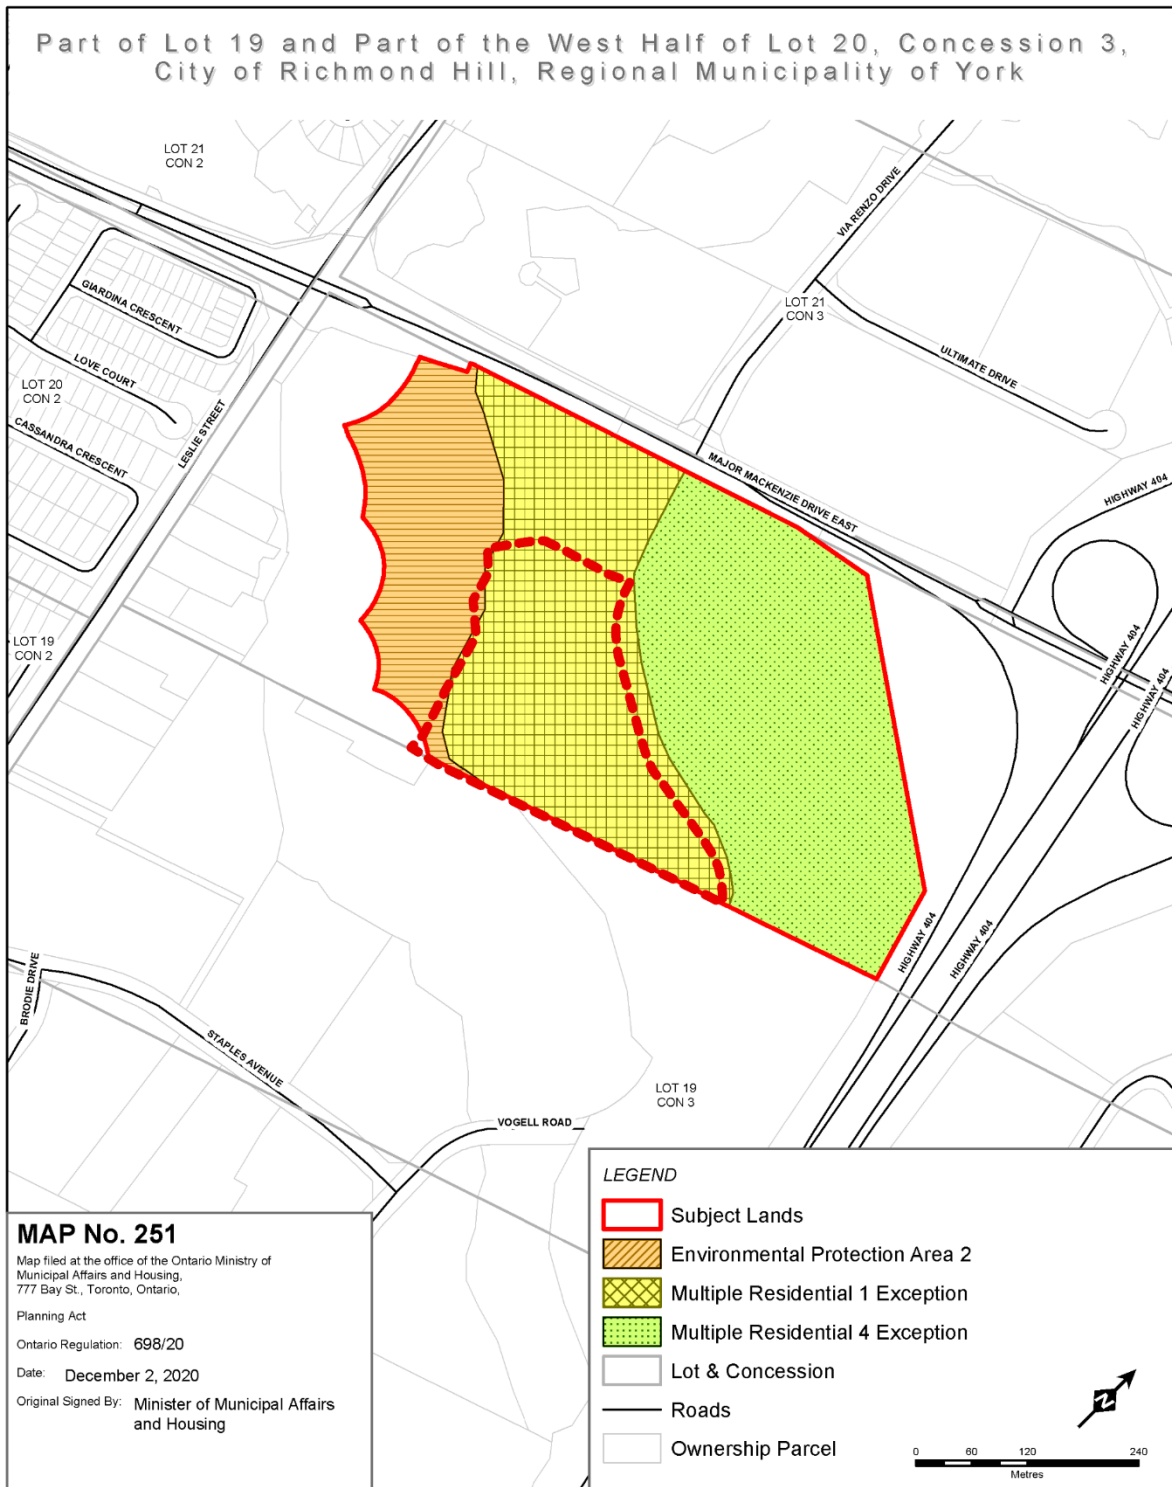 Part of Lot 19 and Part of the West Half of Lot 20, Concession 3,
City of Richmond Hill, Regional Municipality of York
LOT 21
CON 2
VIA RENZO DRIVE
GIARDINA CRESCENT
LOT 21
CON 3
LOVE COURT
ULTIMATE DRIVE
LOT 20
CON 2
CASSANDRA CRESCENT
LESLIE STREET
MAJOR MACKENZIE DRIVE EAST
HIGHWAY 404
LOT 19
CON 2
HIGHWAY 404
HIGHWAY 404
HIGHWAY 404
HIGHWAY 404
BRODIE DRIVE
STAPLES AVENUE
LOT 19
CON 3
VOGELL ROAD
LEGEND
Subject Lands
Environmental Protection Area 2
Multiple Residential 1 Exception
Multiple Residential 4 Exception
Lot & Concession
Roads
Ownership Parcel
N
0 60 120 240
Metres
MAP No. 251
Map filed at the office of the Ontario Ministry of
Municipal Affairs and Housing,
777 Bay St., Toronto, Ontario,
Planning Act
Ontario Regulation: 698/20
Date: December 2, 2020
Original Signed By: Minister of Municipal Affairs
and Housing